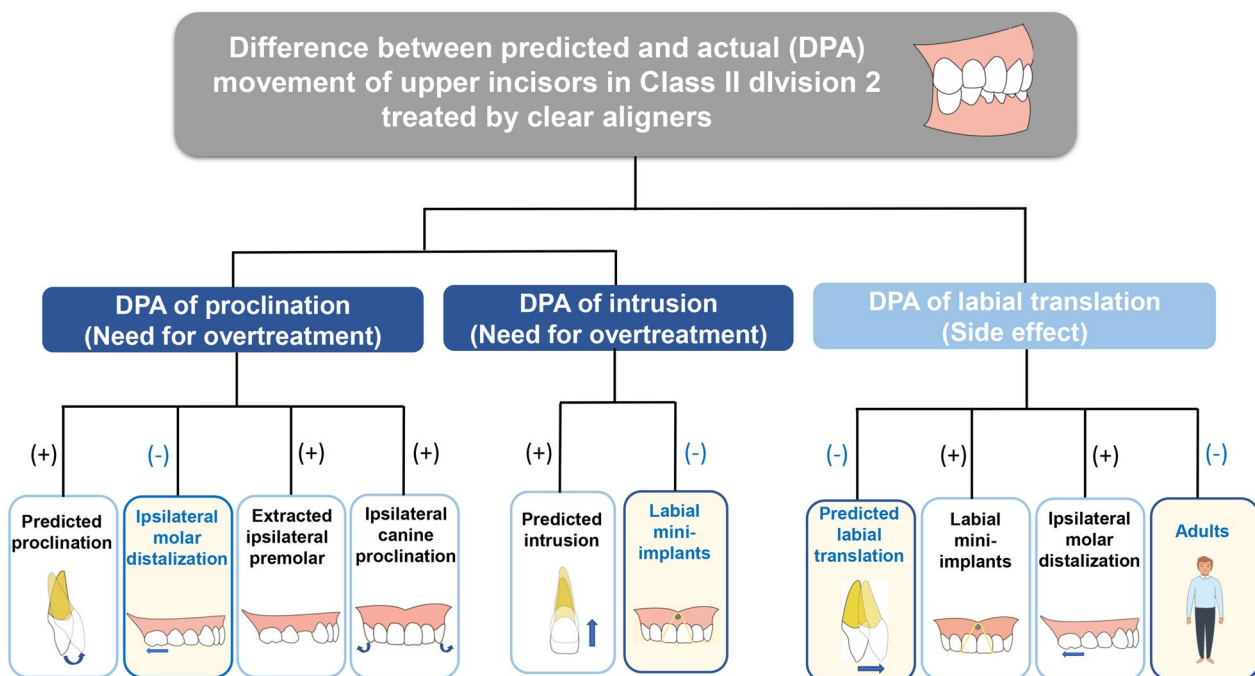 Difference between predicted and actual (DPA)
movement of upper incisors in Class II dIvision 2
treated by clear aligners
DPA of proclination
(Need for overtreatment)
DPA of intrusion
(Need for overtreatment)
DPA of labial translation
(Side effect)
(+)
(-)
(+)
(+)
(+)
(-)
(-)
(+)
(+)
(-)
Predicted
proclination
Ipsilateral
molar
distalization
Extracted
ipsilateral
premolar
Ipsilateral
canine
proclination
Predicted
intrusion
Labial
mini-
implants
Predicted
labial
translation
Labial
mini-
implants
Ipsilateral
molar
distalization
Adults